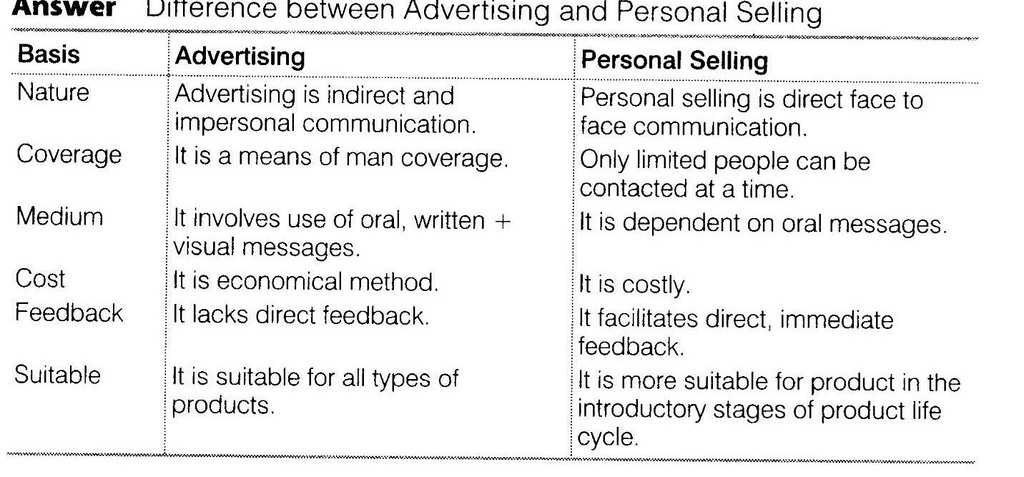 Answer Difference between Advertising and Personal Selling
Basis Advertising Personal Selling
Nature Advertising is indirect and Personal selling is direct face to
impersonal communication. face communication.
Coverage It is a means of man coverage. Only limited people can be
contacted at a time.
Medium It involves use of oral, written + It is dependent on oral messages.
visual messages.
Cost It is economical method. It is costly.
Feedback It lacks direct feedback. It facilitates direct, immediate
feedback.
Suitable It is suitable for all types of It is more suitable for product in the
products. introductory stages of product life
cycle.